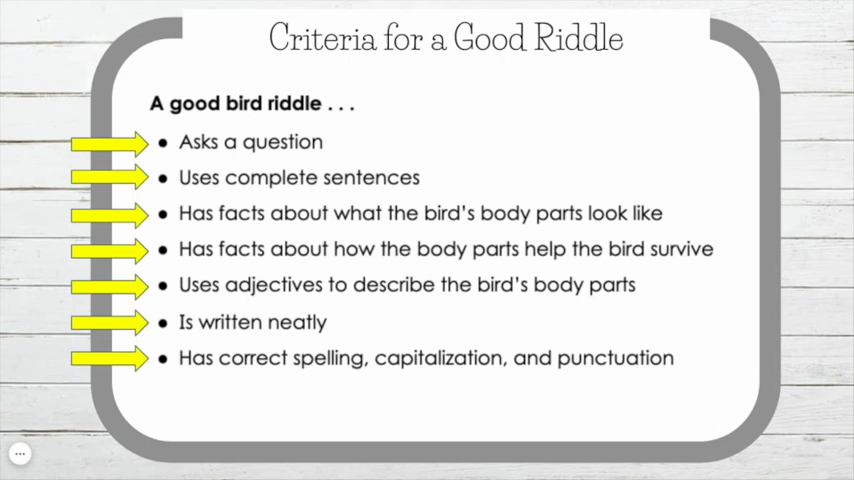 Criteria for a Good Riddle
A good bird riddle . . .
• Asks a question
• Uses complete sentences
• Has facts about what the bird's body parts look like
• Has facts about how the body parts help the bird survive
• Uses adjectives to describe the bird's body parts
• Is written neatly
• Has correct spelling, capitalization, and punctuation